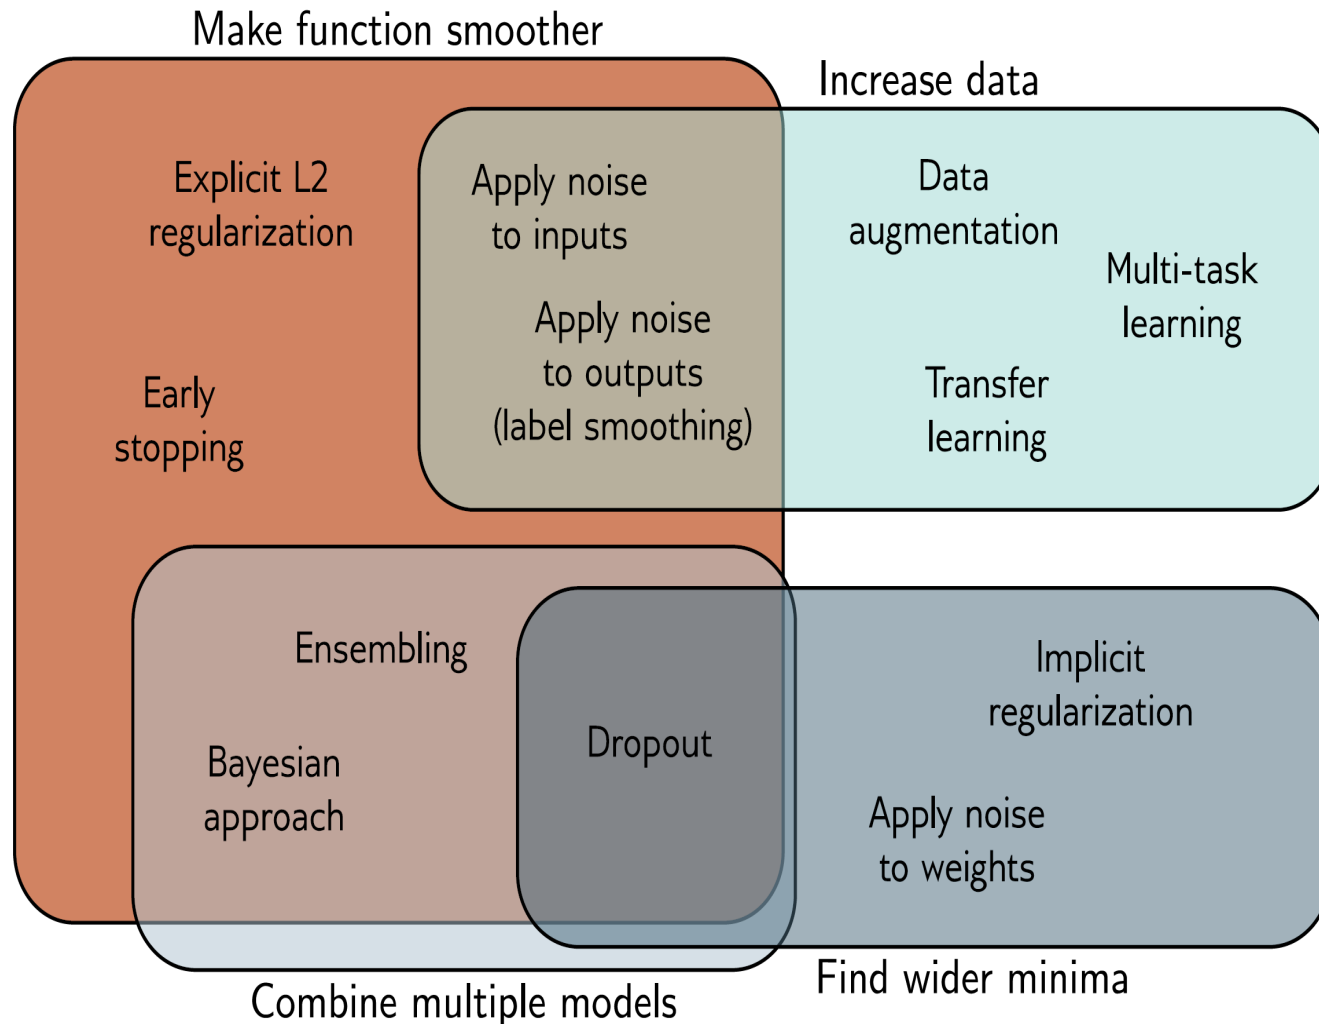 Make function smoother
Increase data
Explicit L2
regularization
Apply noise
to inputs
Data
augmentation
Multi-task
learning
Apply noise
to outputs
(label smoothing)
Early
stopping
Transfer
learning
Ensembling
Bayesian
approach
Dropout
Implicit
regularization
Apply noise
to weights
Combine multiple models
Find wider minima